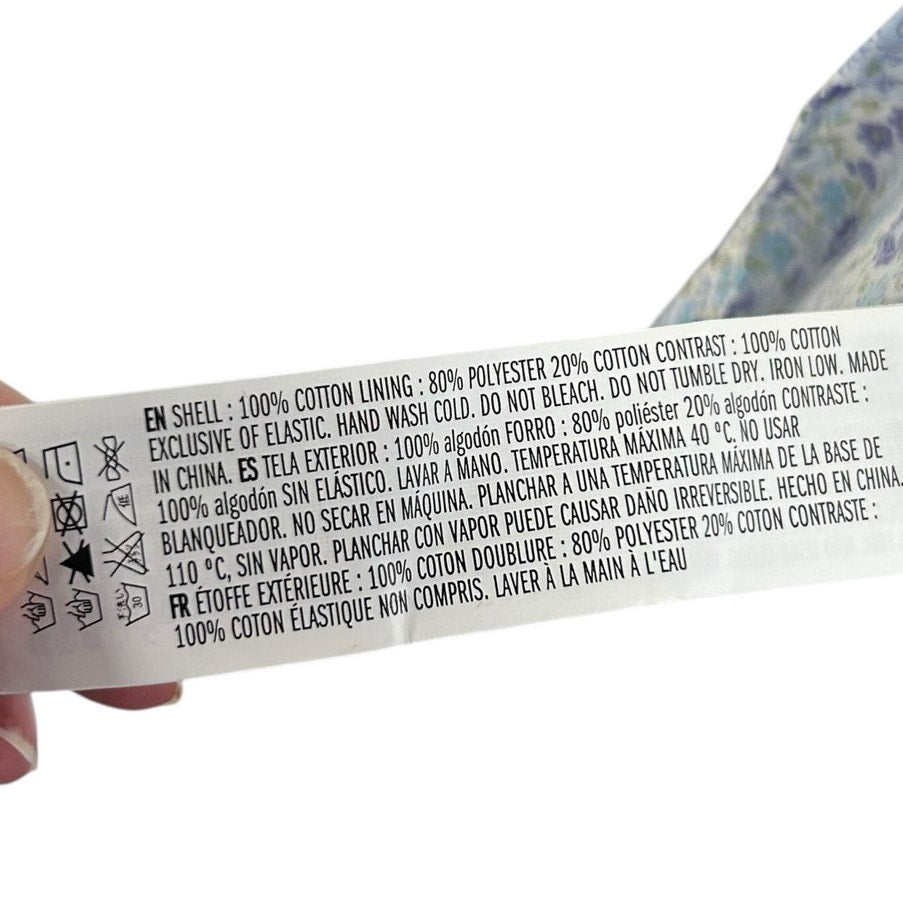 EN SHELL : 100% COTTON LINING : 80% POLYESTER 20% COTTON CONTRAST : 100% COTTON
EXCLUSIVE OF ELASTIC. HAND WASH COLD. DO NOT BLEACH. DO NOT TUMBLE DRY. IRON LOW. MADE
IN CHINA. ES TELA EXTERIOR : 100% algodón FORRO : 80% poliéster 20% algodón CONTRASTE :
100% algodón SIN ELÁSTICO. LAVAR A MANO. TEMPERATURA MÁXIMA 40 °C. NO USAR
BLANQUEADOR. NO SECAR EN MÁQUINA. PLANCHAR A UNA TEMPERATURA MÁXIMA DE LA BASE DE
110 °C, SIN VAPOR. PLANCHAR CON VAPOR PUEDE CAUSAR DAÑO IRREVERSIBLE. HECHO EN CHINA.
FR ÉTOFFE EXTÉRIEURE : 100% COTON DOUBLURE : 80% POLYESTER 20% COTON CONTRASTE :
100% COTON ÉLASTIQUE NON COMPRIS. LAVER À LA MAIN À L'EAU
30